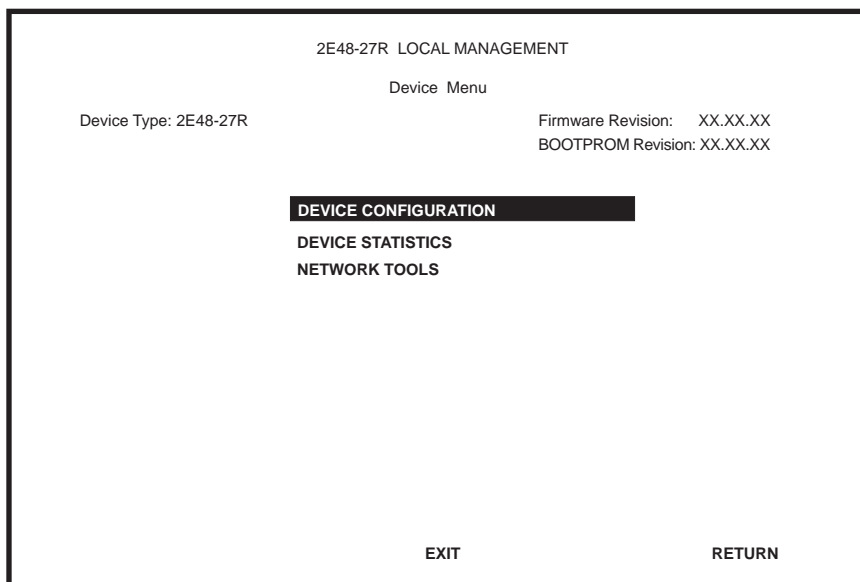 2E48-27R LOCAL MANAGEMENT
Device Menu
Device Type: 2E48-27R
Firmware Revision: XX.XX.XX
BOOTPROM Revision: XX.XX.XX
DEVICE CONFIGURATION
DEVICE STATISTICS
NETWORK TOOLS
EXIT
RETURN